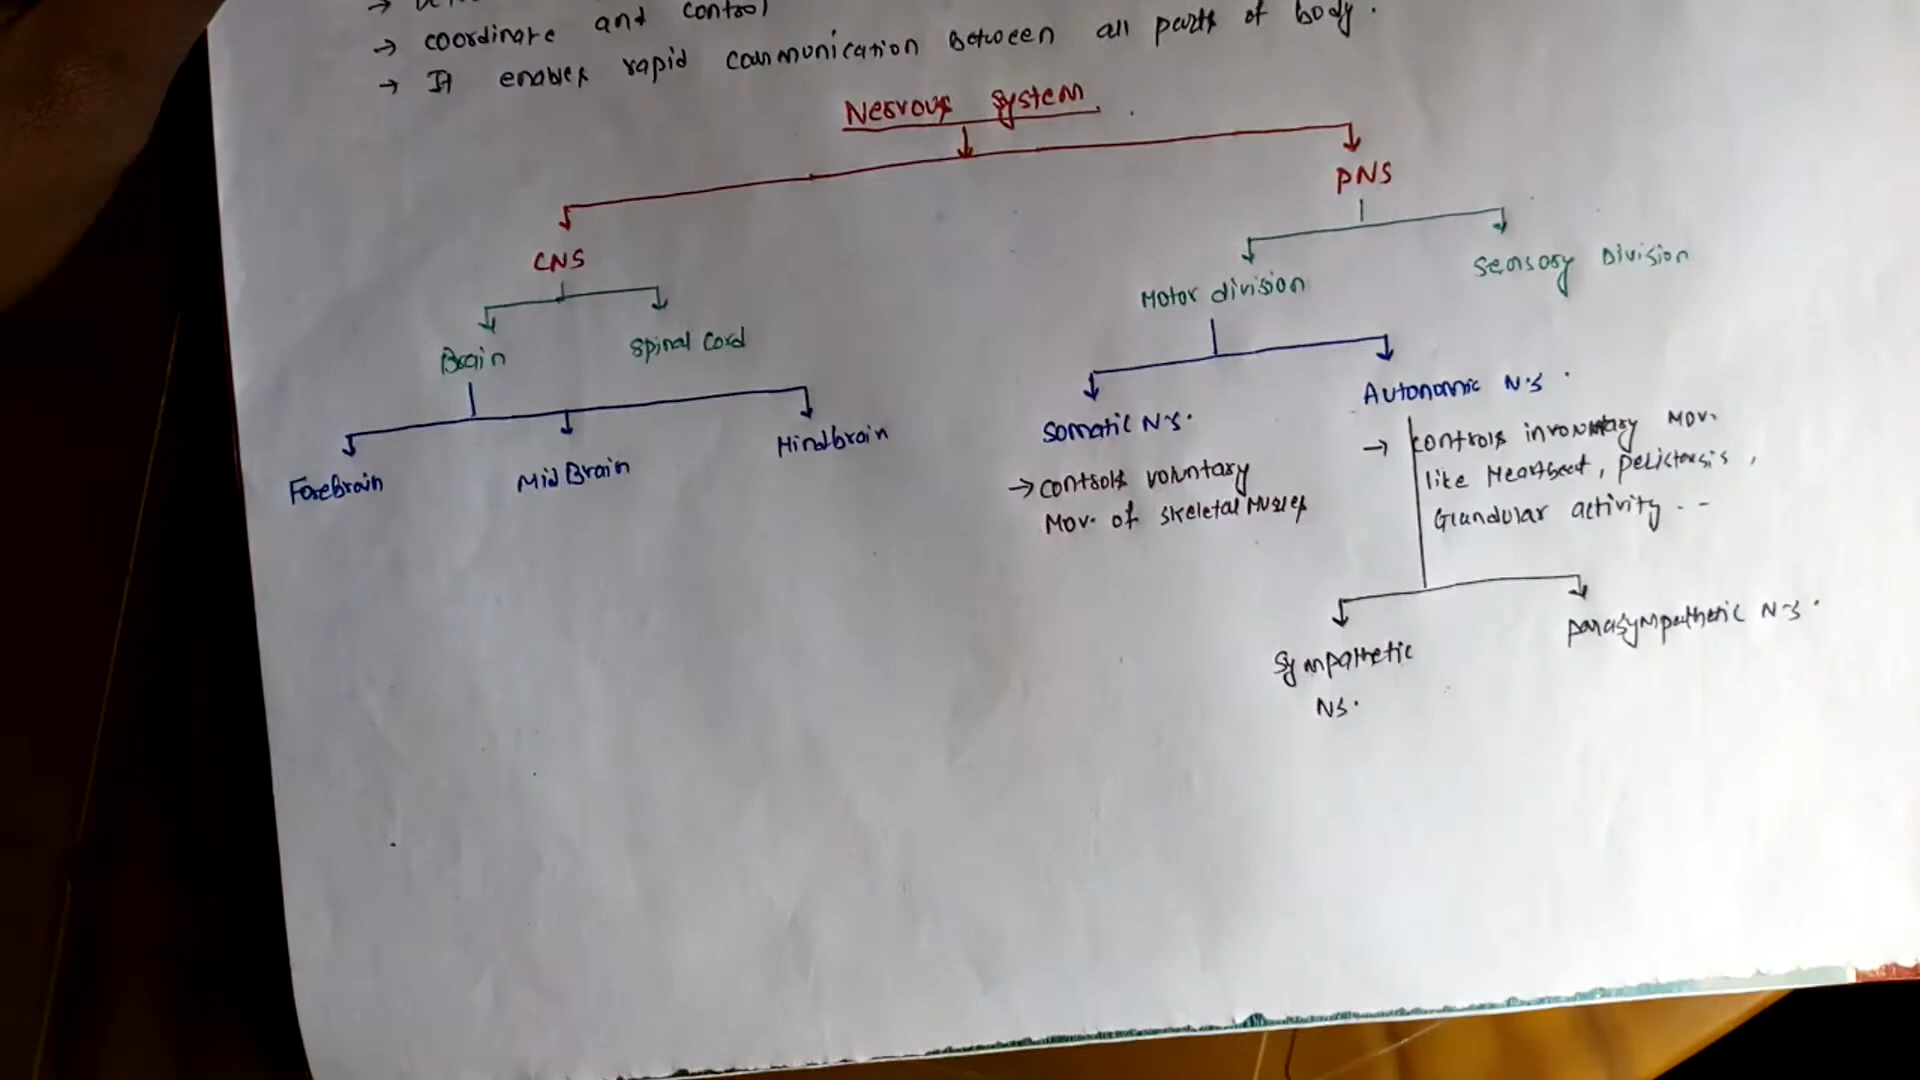 → coordinate and control
→ It enables rapid communication between all parts of body.
Nervous system
PNS
CNS
Motor division
Sensory Division
Brain
Spinal Cord
Somatic N.S.
Autonomic N.S.
Forebrain
Mid Brain
Hindbrain
→ controls voluntary
Mov. of skeletal Muscles
→ controls involuntary Mov.
like Heartbeat, pelistarsis,
Glandular activity - -
Sympathetic
NS.
parasympathetic N.S.